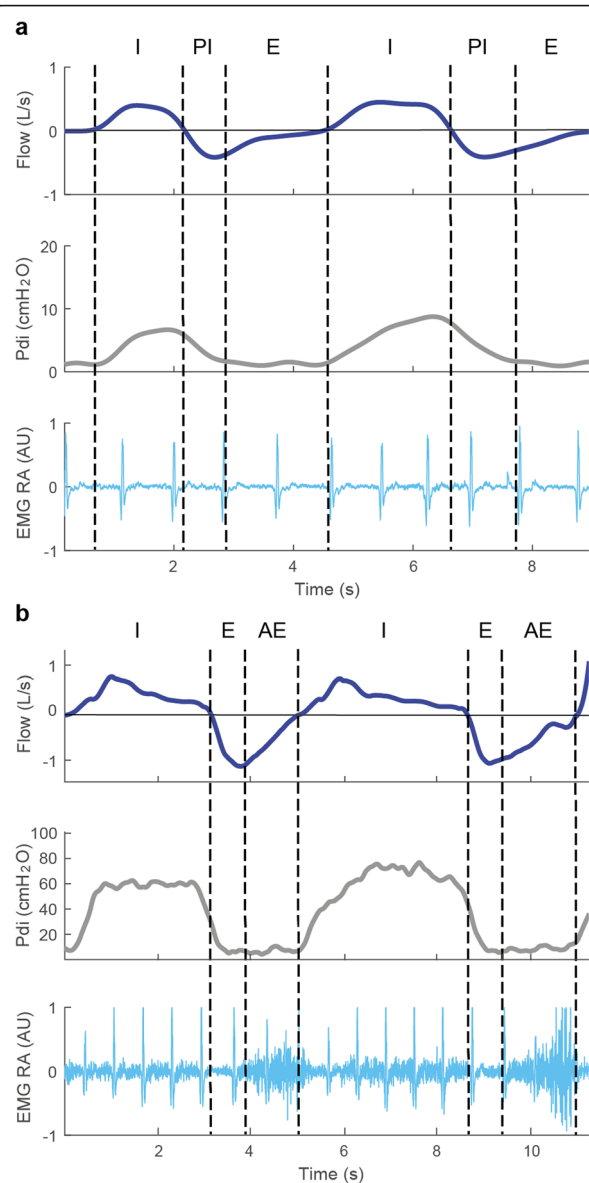 a
I PI E I PI E
1
0
-1
Flow (L/s)
20
10
0
Pdi (cmH₂O)
1
0
-1
EMG RA (AU)
2 4 6 8
Time (s)
b
I E AE I E AE
1
0
-1
Flow (L/s)
100
80
60
40
20
Pdi (cmH₂O)
1
0
-1
EMG RA (AU)
2 4 6 8 10
Time (s)